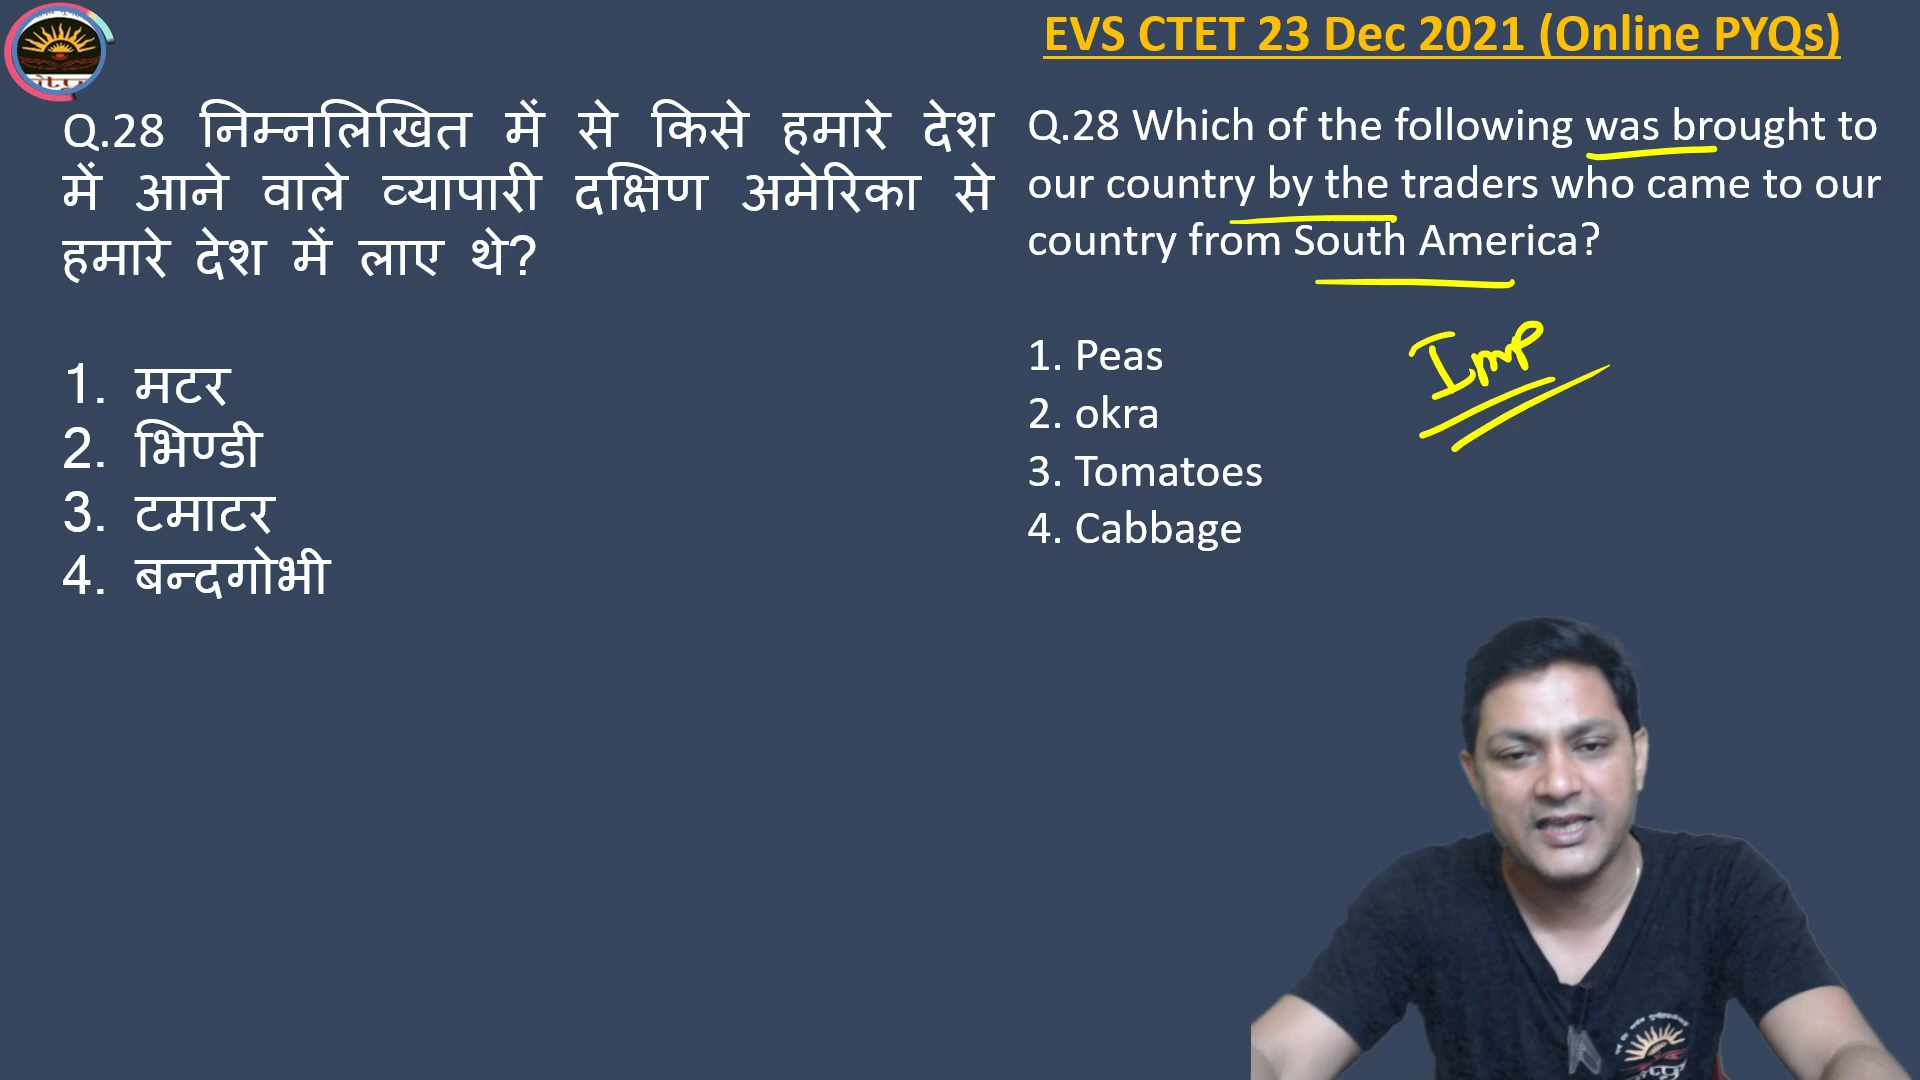 EVS CTET 23 Dec 2021 (Online PYQs)
Q.28 निम्नलिखित में से किसे हमारे देश
में आने वाले व्यापारी दक्षिण अमेरिका से
हमारे देश में लाए थे?
1. मटर
2. भिण्डी
3. टमाटर
4. बन्दगोभी
Q.28 Which of the following was brought to
our country by the traders who came to our
country from South America?
Imp
1. Peas
2. okra
3. Tomatoes
4. Cabbage